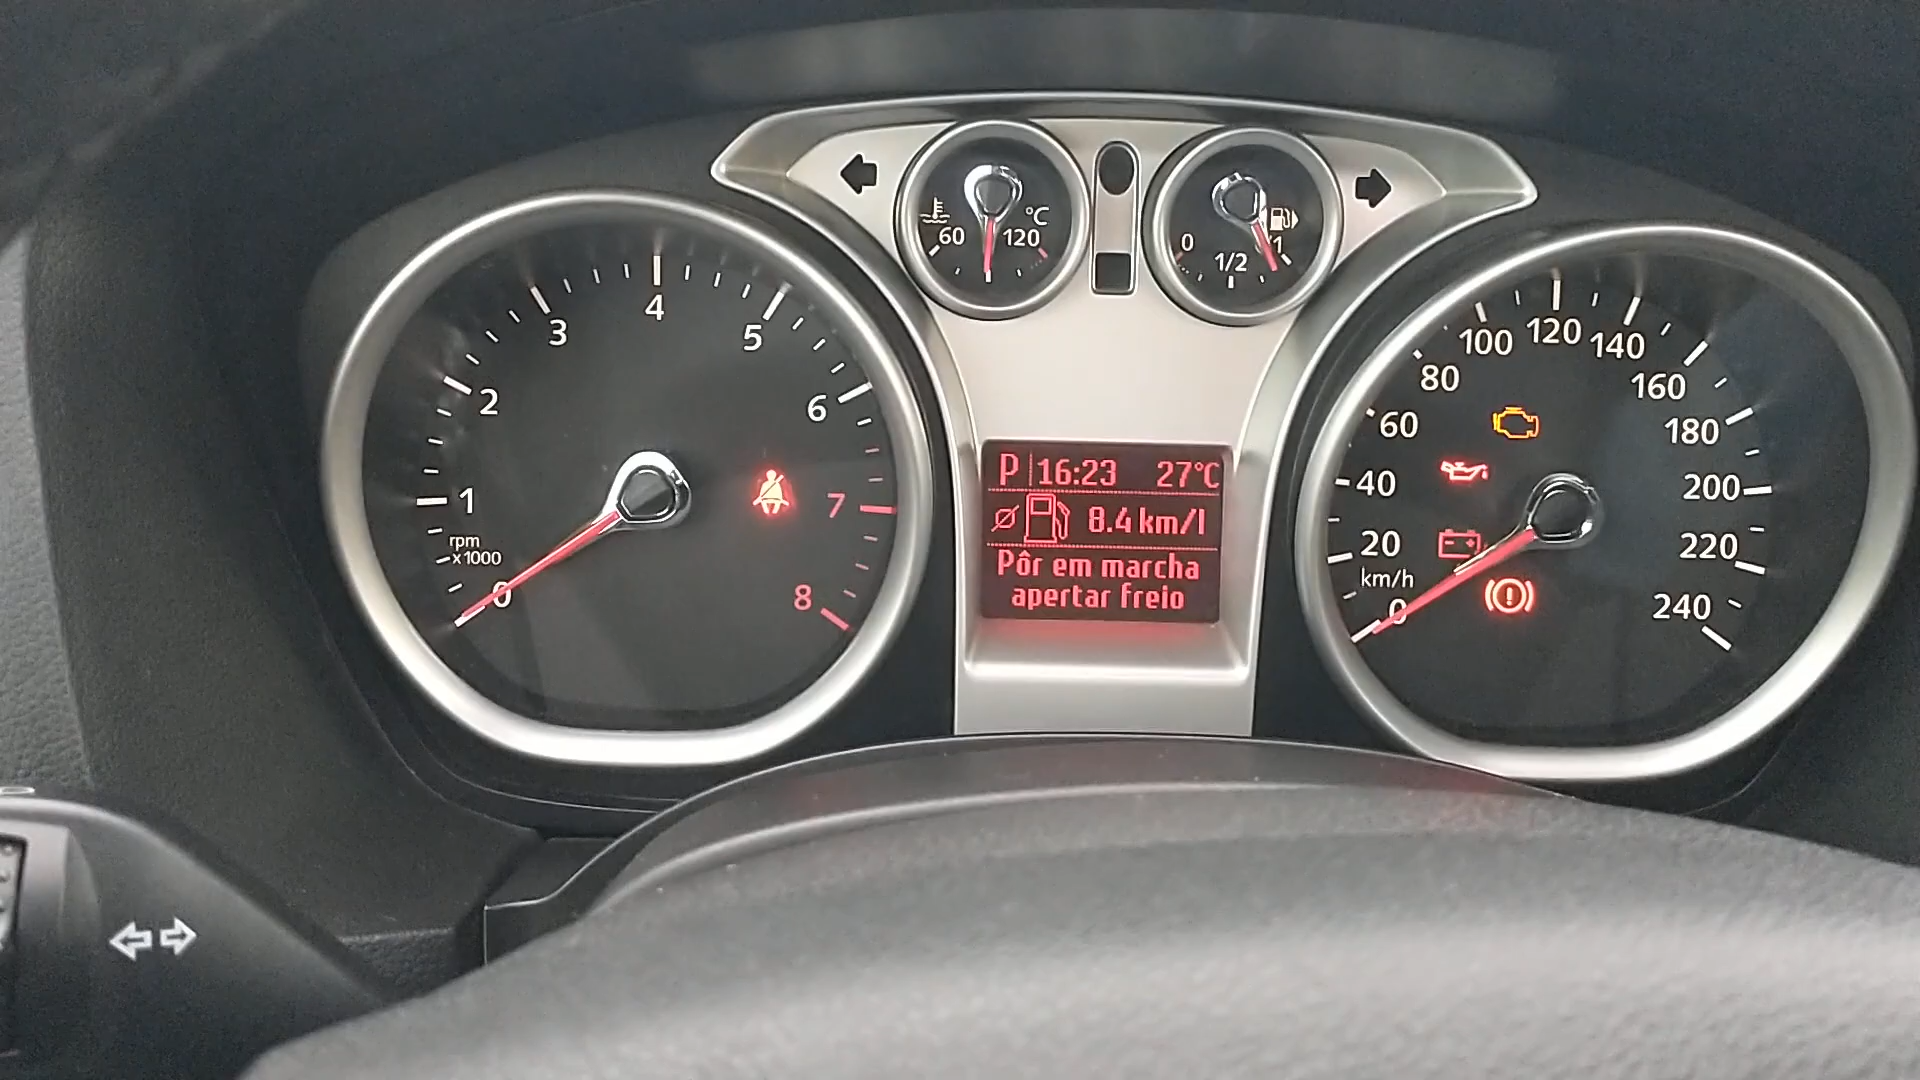 60 120 °C
0 1/2 1
0 1 2 3 4 5 6 7 8
rpm
x1000
P 16:23 27°C
8.4 km/l
Pôr em marcha
apertar freio
0 20 40 60 80 100 120 140 160 180 200 220 240
km/h